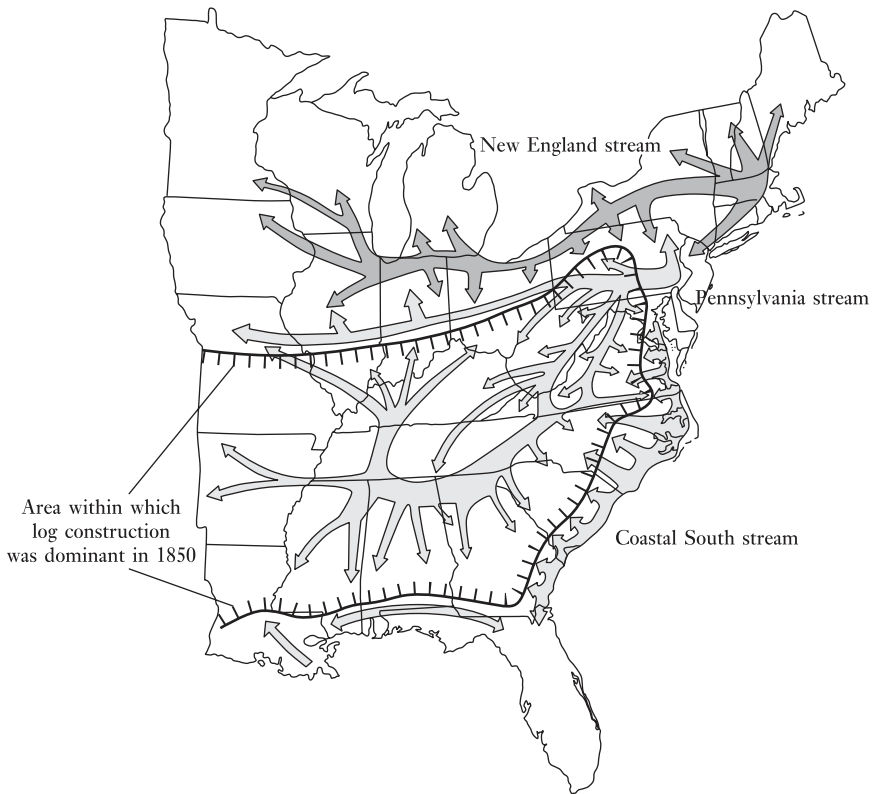 New England stream
Pennsylvania stream
Area within which
log construction
was dominant in 1850
Coastal South stream